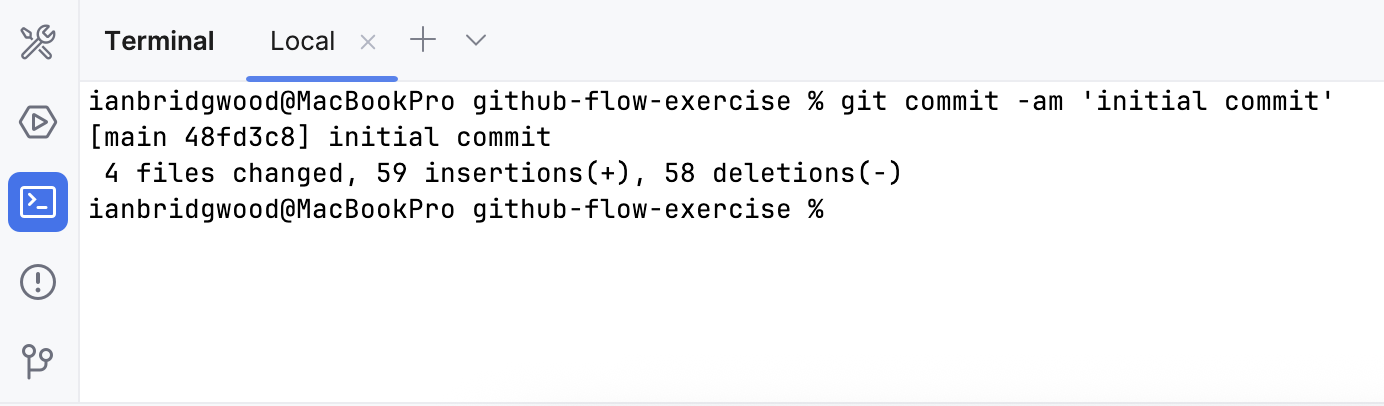 Terminal Local
ianbridgwood@MacBookPro github-flow-exercise % git commit -am 'initial commit'
[main 48fd3c8] initial commit
4 files changed, 59 insertions(+), 58 deletions(-)
ianbridgwood@MacBookPro github-flow-exercise %